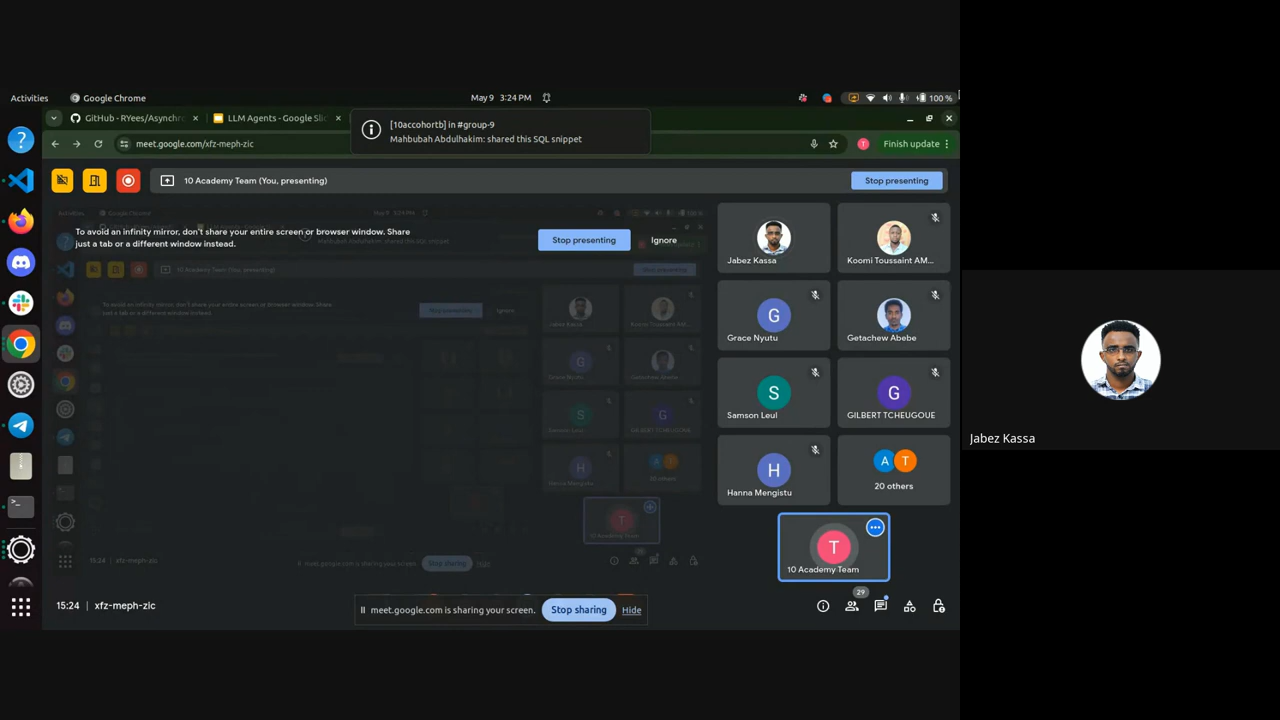 Activities
Google Chrome
May 9 3:24 PM
100 %
GitHub - RYees/Asynchr
LLM Agents - Google Slic
[10accohortb] in #group-9
Mahbubah Abdulhakim: shared this SQL snippet
meet.google.com/xfz-meph-zic
T
Finish update
10 Academy Team (You, presenting)
Stop presenting
To avoid an infinity mirror, don't share your entire screen or browser window. Share
just a tab or a different window instead.
Stop presenting
Ignore
Jabez Kassa
Koomi Toussaint AM...
G
Grace Nyutu
Getachew Abebe
S
Samson Leul
G
GILBERT TCHEUGOUE
H
Hanna Mengistu
A T
20 others
T
10 Academy Team
Jabez Kassa
15:24 | xfz-meph-zic
meet.google.com is sharing your screen.
Stop sharing
Hide
29